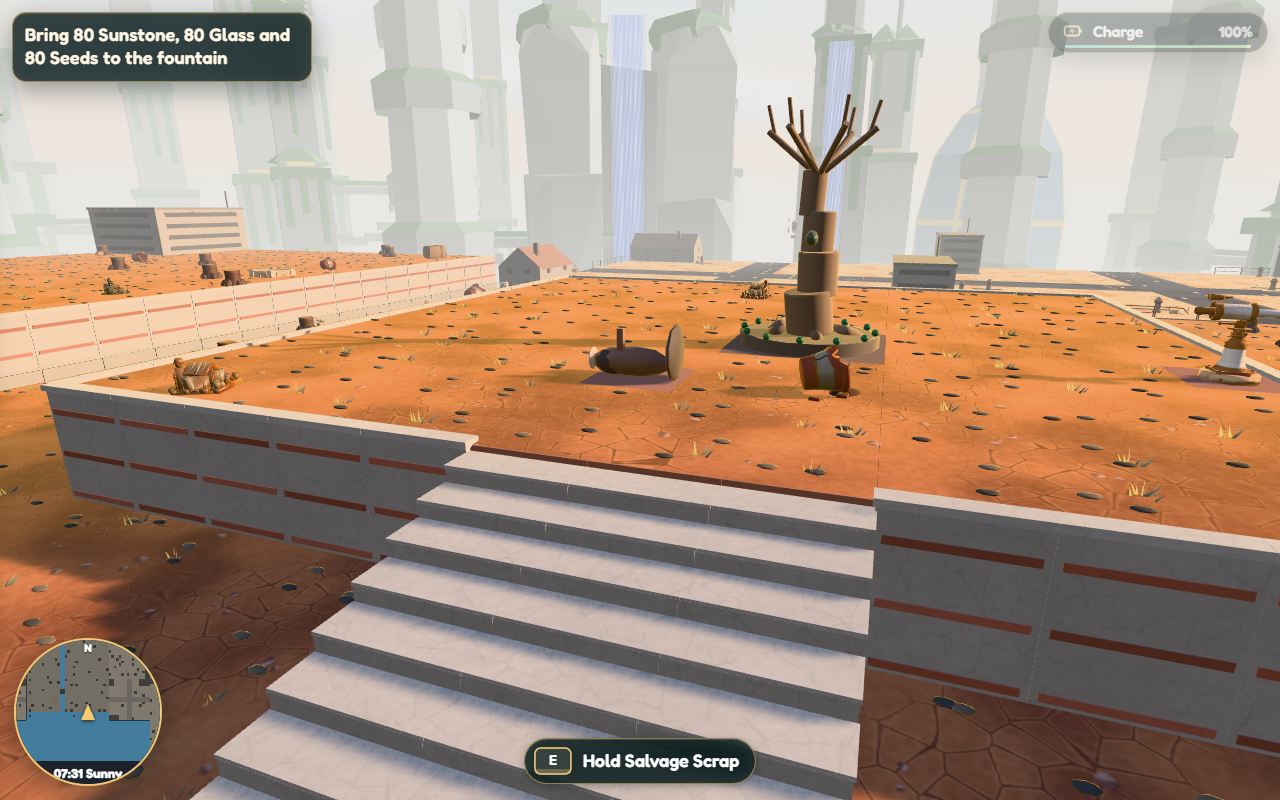 Bring 80 Sunstone, 80 Glass and
80 Seeds to the fountain
Charge 100%
N
07:31 Sunny
E Hold Salvage Scrap